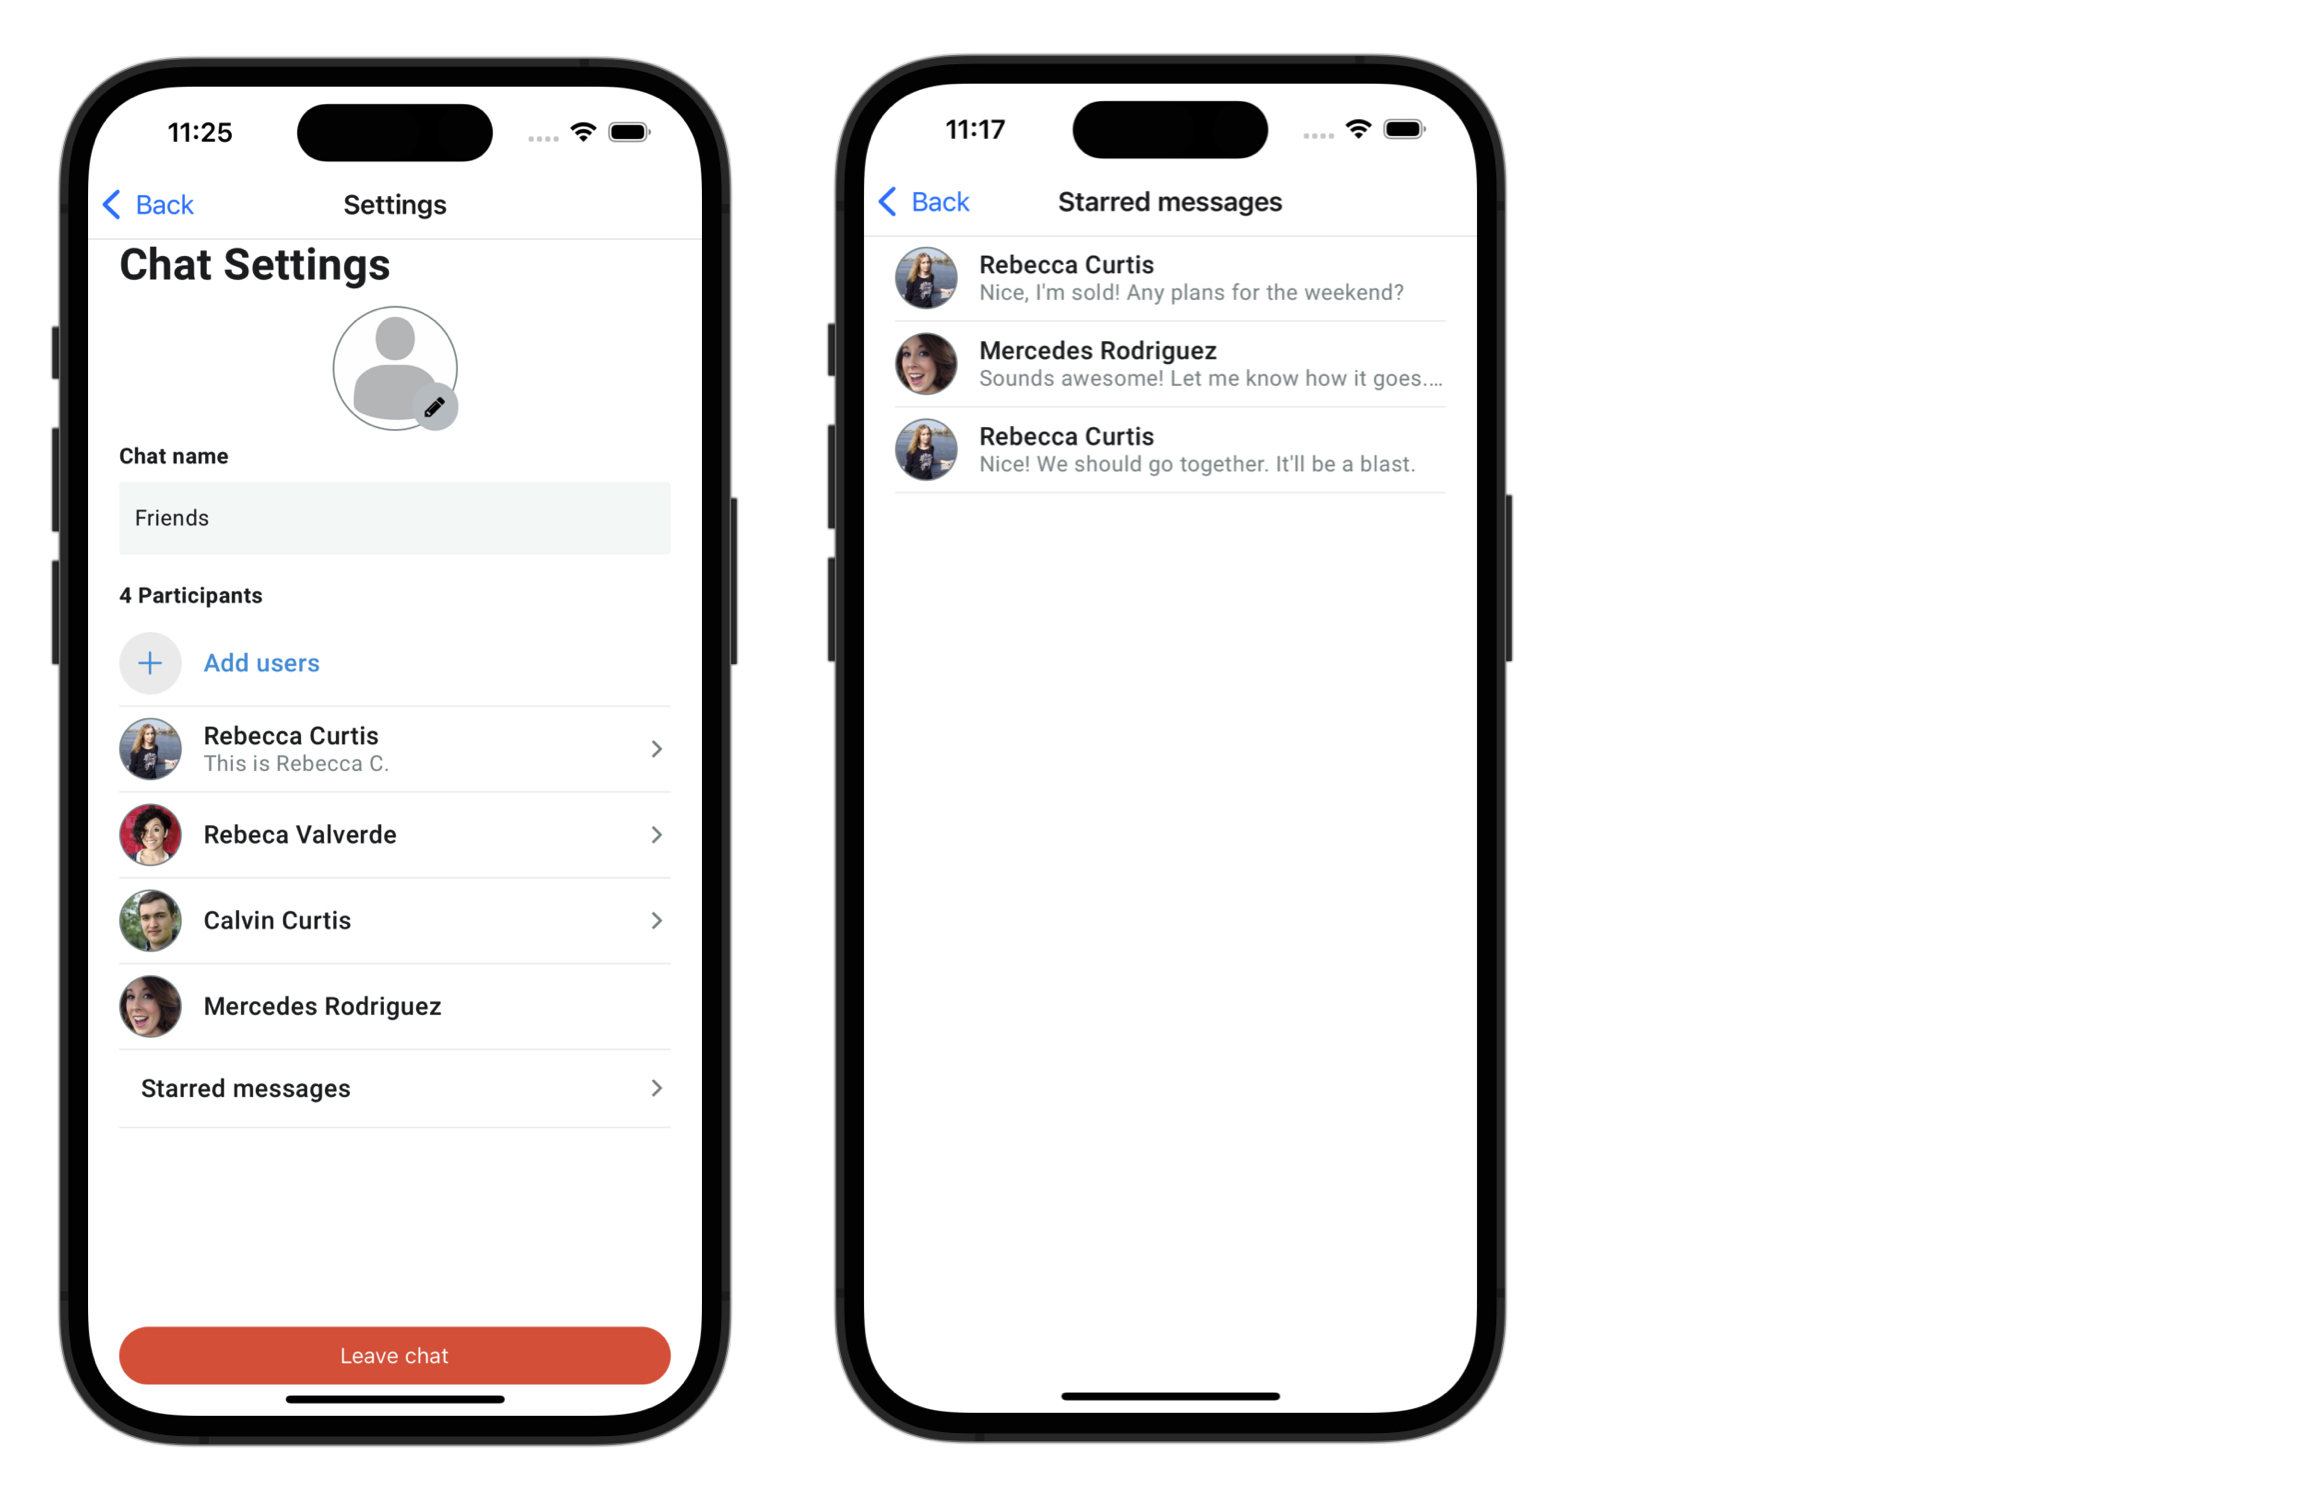 11:25
Back
Settings
Chat Settings
Chat name
Friends
4 Participants
Add users
Rebecca Curtis
This is Rebecca C.
Rebeca Valverde
Calvin Curtis
Mercedes Rodriguez
Starred messages
Leave chat
11:17
Back
Starred messages
Rebecca Curtis
Nice, I'm sold! Any plans for the weekend?
Mercedes Rodriguez
Sounds awesome! Let me know how it goes....
Rebecca Curtis
Nice! We should go together. It'll be a blast.